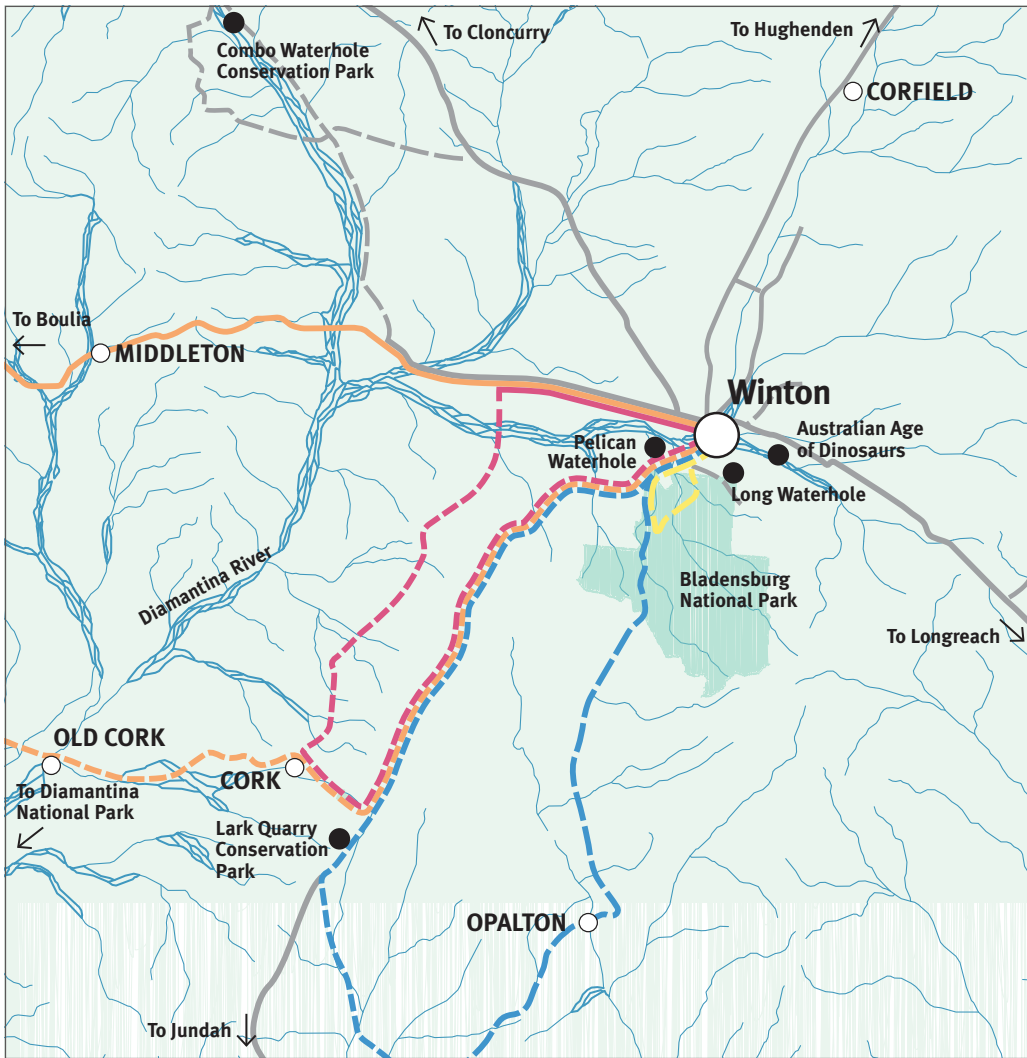 To Cloncurry
To Hughenden
Combo Waterhole
Conservation Park
CORFIELD
To Boulia
MIDDLETON
Winton
Pelican
Waterhole
Australian Age
of Dinosaurs
Long Waterhole
Diamantina River
Bladensburg
National Park
To Longreach
OLD CORK
CORK
To Diamantina
National Park
Lark Quarry
Conservation
Park
OPALTON
To Jundah